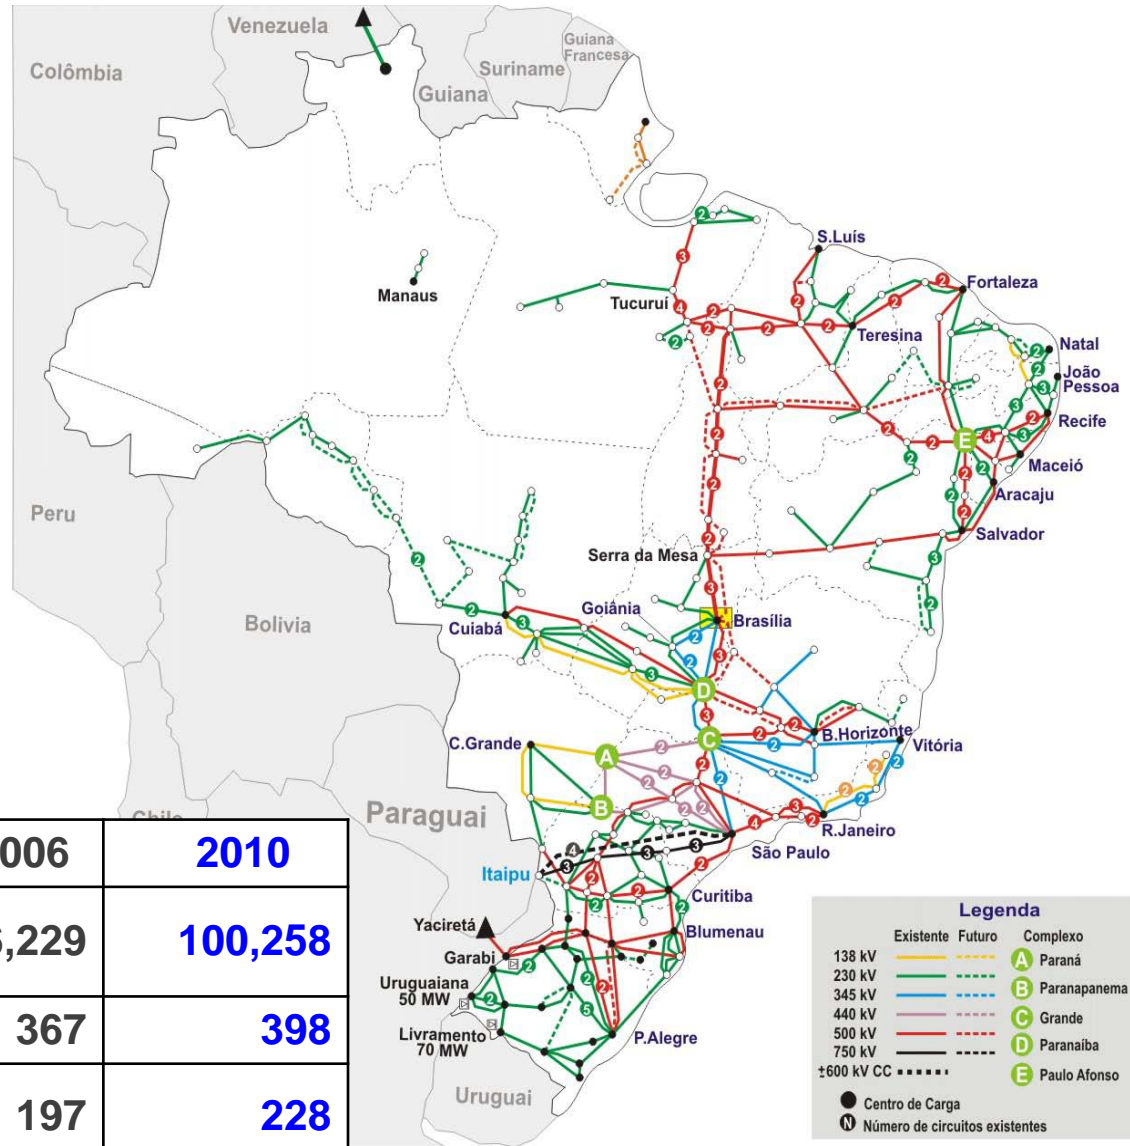 Venezuela
Colômbia
Guiana
Suriname
Guiana
Francesa
Manaus
Tucuruí
S.Luís
Fortaleza
Teresina
Natal
João
Pessoa
Recife
Maceió
Aracaju
Salvador
Peru
Bolivia
Serra da Mesa
Goiânia
Brasília
Cuiabá
C.Grande
B.Horizonte
Vitória
R.Janeiro
São Paulo
Paraguai
Itaipu
Curitiba
Blumenau
Yaciretá
Garabi
Uruguaiana
50 MW
Livramento
70 MW
P.Alegre
Uruguai
A
B
C
D
E
006 2010
,229 100,258
367 398
197 228
Legenda
Existente Futuro Complexo
138 kV A Paraná
230 kV B Paranapanema
345 kV C Grande
440 kV D Paranaíba
500 kV E Paulo Afonso
750 kV
±600 kV CC
Centro de Carga
N Número de circuitos existentes